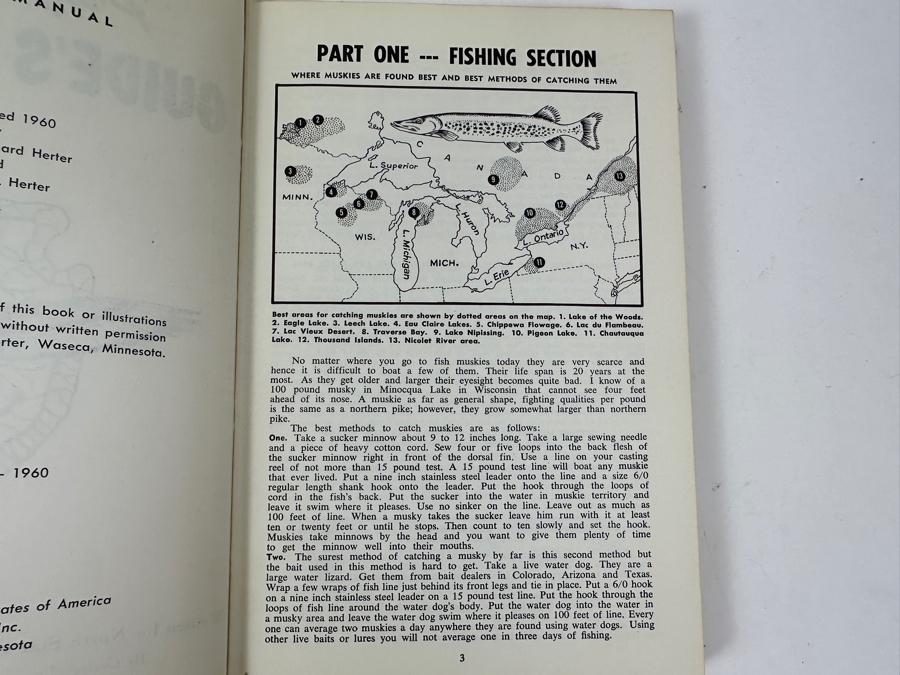 MANUAL
ed 1960
ard Herter
d
. Herter
f this book or illustrations
without written permission
rter, Waseca, Minnesota.
– 1960
ates of America
nc.
esota
PART ONE --- FISHING SECTION
WHERE MUSKIES ARE FOUND BEST AND BEST METHODS OF CATCHING THEM
1 2
C A N A D A
L. Superior
3
MINN.
4
5 6 7
8
9
10
12
13
WIS.
L. Michigan
MICH.
Huron
L. Ontario
N.Y.
L. Erie
11
Best areas for catching muskies are shown by dotted areas on the map. 1. Lake of the Woods.
2. Eagle Lake. 3. Leech Lake. 4. Eau Claire Lakes. 5. Chippewa Flowage. 6. Lac du Flambeau.
7. Lac Vieux Desert. 8. Traverse Bay. 9. Lake Nipissing. 10. Pigeon Lake. 11. Chautauqua
Lake. 12. Thousand Islands. 13. Nicolet River area.
No matter where you go to fish muskies today they are very scarce and
hence it is difficult to boat a few of them. Their life span is 20 years at the
most. As they get older and larger their eyesight becomes quite bad. I know of a
100 pound musky in Minocqua Lake in Wisconsin that cannot see four feet
ahead of its nose. A muskie as far as general shape, fighting qualities per pound
is the same as a northern pike; however, they grow somewhat larger than northern
pike.
The best methods to catch muskies are as follows:
One. Take a sucker minnow about 9 to 12 inches long. Take a large sewing needle
and a piece of heavy cotton cord. Sew four or five loops into the back flesh of
the sucker minnow right in front of the dorsal fin. Use a line on your casting
reel of not more than 15 pound test. A 15 pound test line will boat any muskie
that ever lived. Put a nine inch stainless steel leader onto the line and a size 6/0
regular length shank hook onto the leader. Put the hook through the loops of
cord in the fish's back. Put the sucker into the water in muskie territory and
leave it swim where it pleases. Use no sinker on the line. Leave out as much as
100 feet of line. When a musky takes the sucker leave him run with it at least
ten or twenty feet or until he stops. Then count to ten slowly and set the hook.
Muskies take minnows by the head and you want to give them plenty of time
to get the minnow well into their mouths.
Two. The surest method of catching a musky by far is this second method but
the bait used in this method is hard to get. Take a live water dog. They are a
large water lizard. Get them from bait dealers in Colorado, Arizona and Texas.
Wrap a few wraps of fish line just behind its front legs and tie in place. Put a 6/0 hook
on a nine inch stainless steel leader on a 15 pound test line. Put the hook through the
loops of fish line around the water dog's body. Put the water dog into the water in
a musky area and leave the water dog swim where it pleases on 100 feet of line. Every
one can average two muskies a day anywhere they are found using water dogs. Using
other live baits or lures you will not average one in three days of fishing.
3